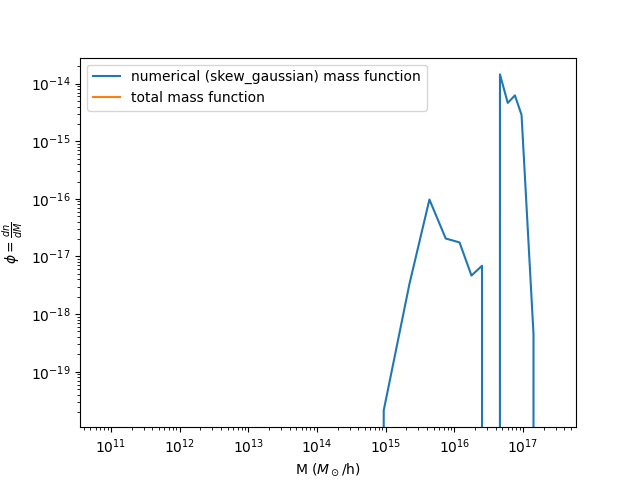 numerical (skew_gaussian) mass function
total mass function
ϕ = dn/dM
10⁻¹⁴
10⁻¹⁵
10⁻¹⁶
10⁻¹⁷
10⁻¹⁸
10⁻¹⁹
10¹¹ 10¹² 10¹³ 10¹⁴ 10¹⁵ 10¹⁶ 10¹⁷
M (M⊙/h)